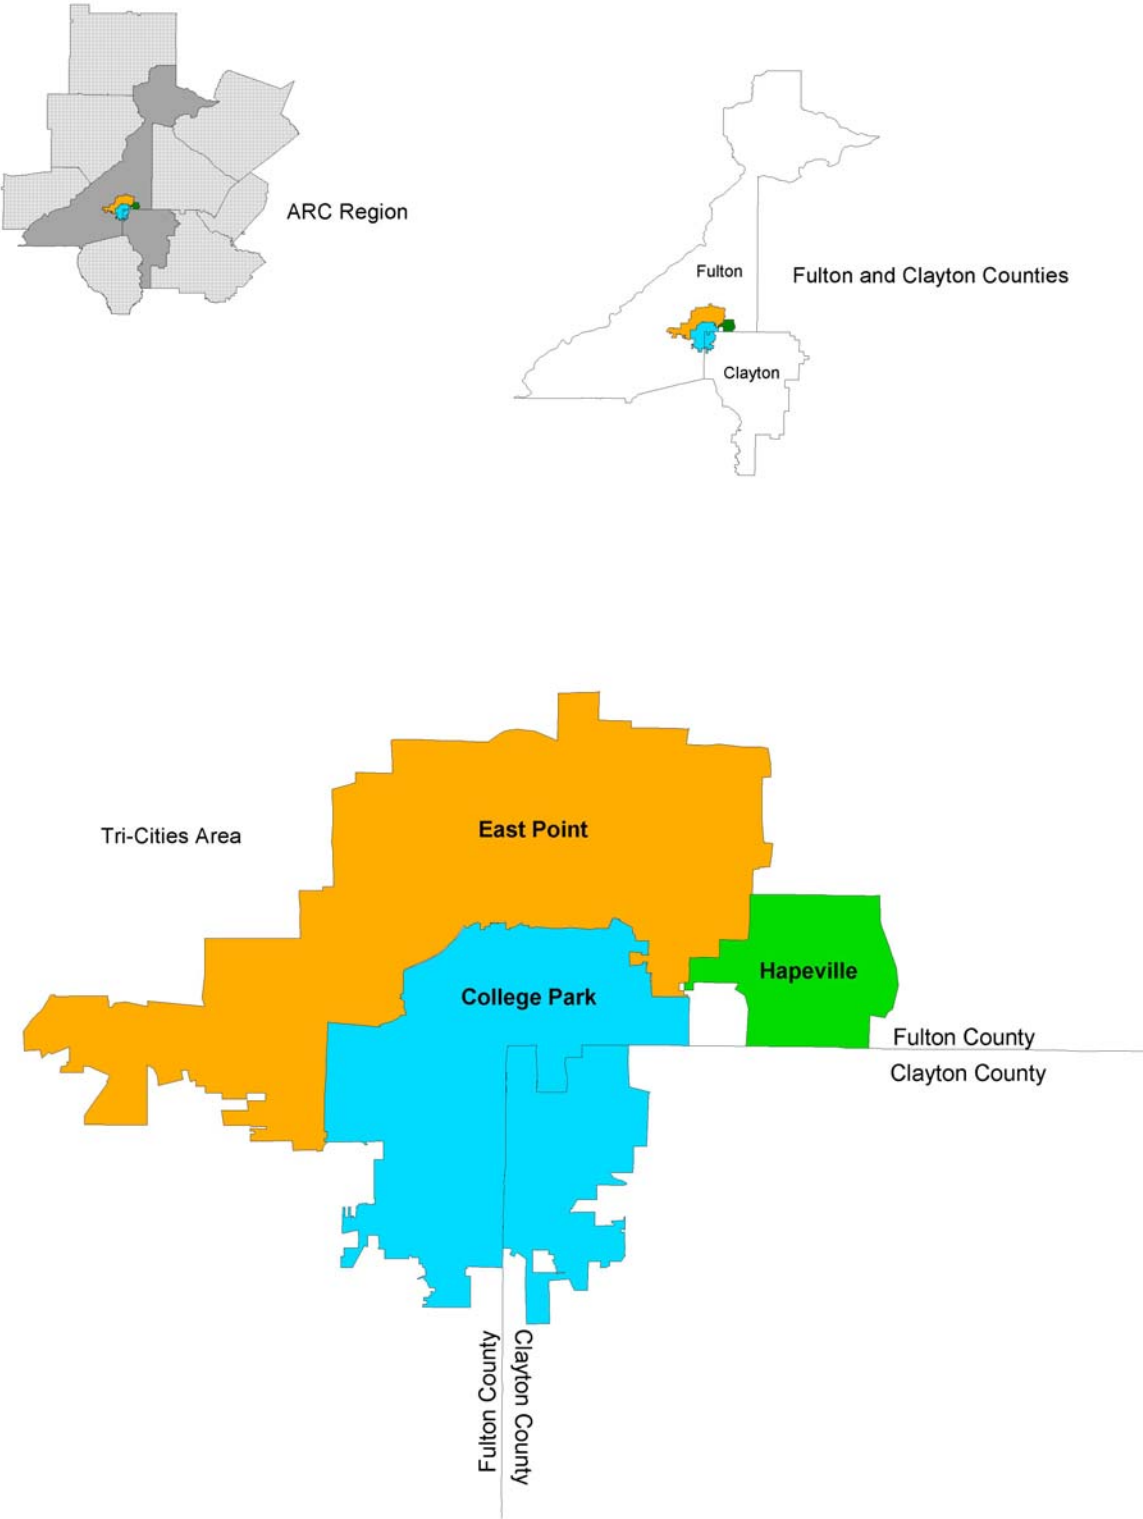 ARC Region
Fulton
Fulton and Clayton Counties
Clayton
East Point
Tri-Cities Area
Hapeville
College Park
Fulton County
Clayton County
Fulton County
Clayton County